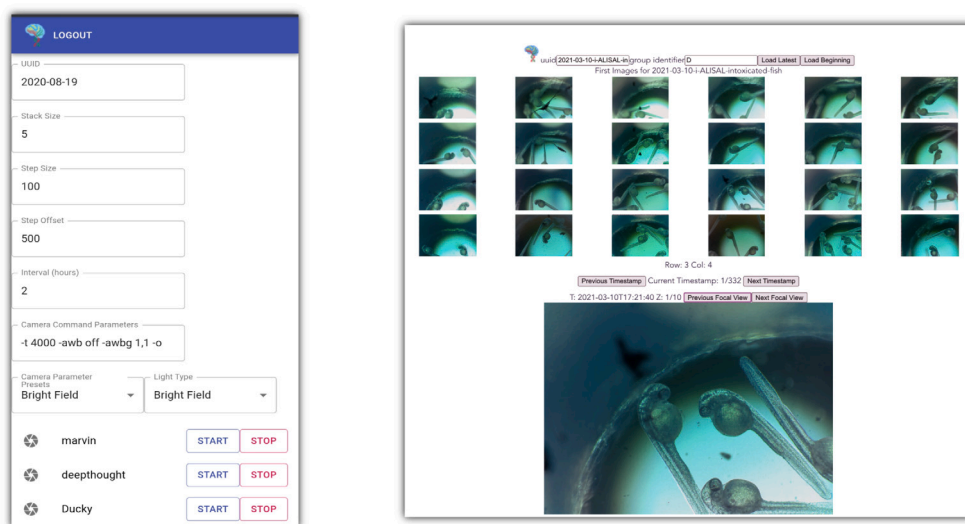 LOGOUT
UUID
2020-08-19
Stack Size
5
Step Size
100
Step Offset
500
Interval (hours)
2
Camera Command Parameters
-t 4000 -awb off -awbg 1,1 -o
Camera Parameter Presets
Bright Field
Light Type
Bright Field
marvin START STOP
deepthought START STOP
Ducky START STOP
uuid 2021-03-10-i-ALISAL-in group identifier D Load Latest Load Beginning
First Images for 2021-03-10-i-ALISAL-intoxicated-fish
Row: 3 Col: 4
Previous Timestamp Current Timestamp: 1/332 Next Timestamp
T: 2021-03-10T17:21:40 Z: 1/10 Previous Focal View Next Focal View